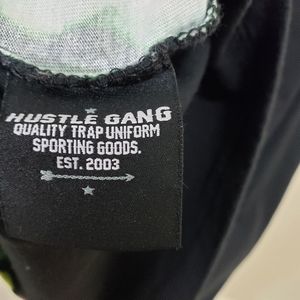 HUSTLE GANG
QUALITY TRAP UNIFORM
SPORTING GOODS.
EST. 2003